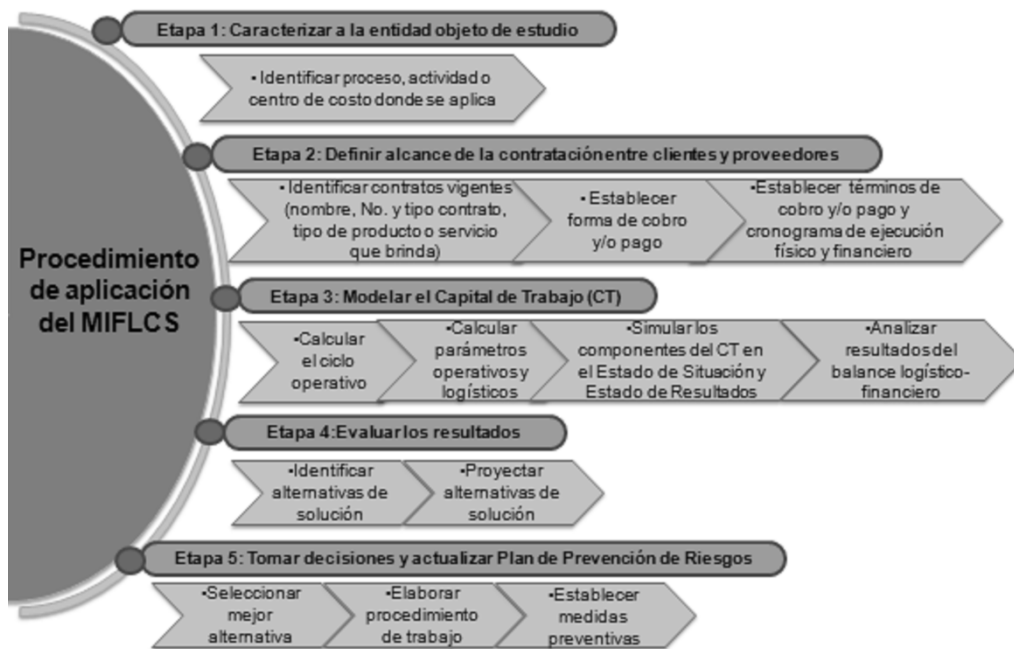 Procedimiento
de aplicación
del MIFLCS
Etapa 1: Caracterizar a la entidad objeto de estudio
▪ Identificar proceso, actividad o
centro de costo donde se aplica
Etapa 2: Definir alcance de la contratación entre clientes y proveedores
▪ Identificar contratos vigentes
(nombre, No. y tipo contrato,
tipo de producto o servicio
que brinda)
▪ Establecer
forma de cobro
y/o pago
▪Establecer términos de
cobro y/o pago y
cronograma de ejecución
físico y financiero
Etapa 3: Modelar el Capital de Trabajo (CT)
▪Calcular
el ciclo
operativo
▪Calcular
parámetros
operativos y
logísticos
▪Simular los
componentes del CT en
el Estado de Situación y
Estado de Resultados
▪Analizar
resultados del
balance logístico-
financiero
Etapa 4:Evaluar los resultados
▪Identificar
alternativas de
solución
▪Proyectar
alternativas de
solución
Etapa 5: Tomar decisiones y actualizar Plan de Prevención de Riesgos
▪Seleccionar
mejor
alternativa
▪Elaborar
procedimiento
de trabajo
▪Establecer
medidas
preventivas